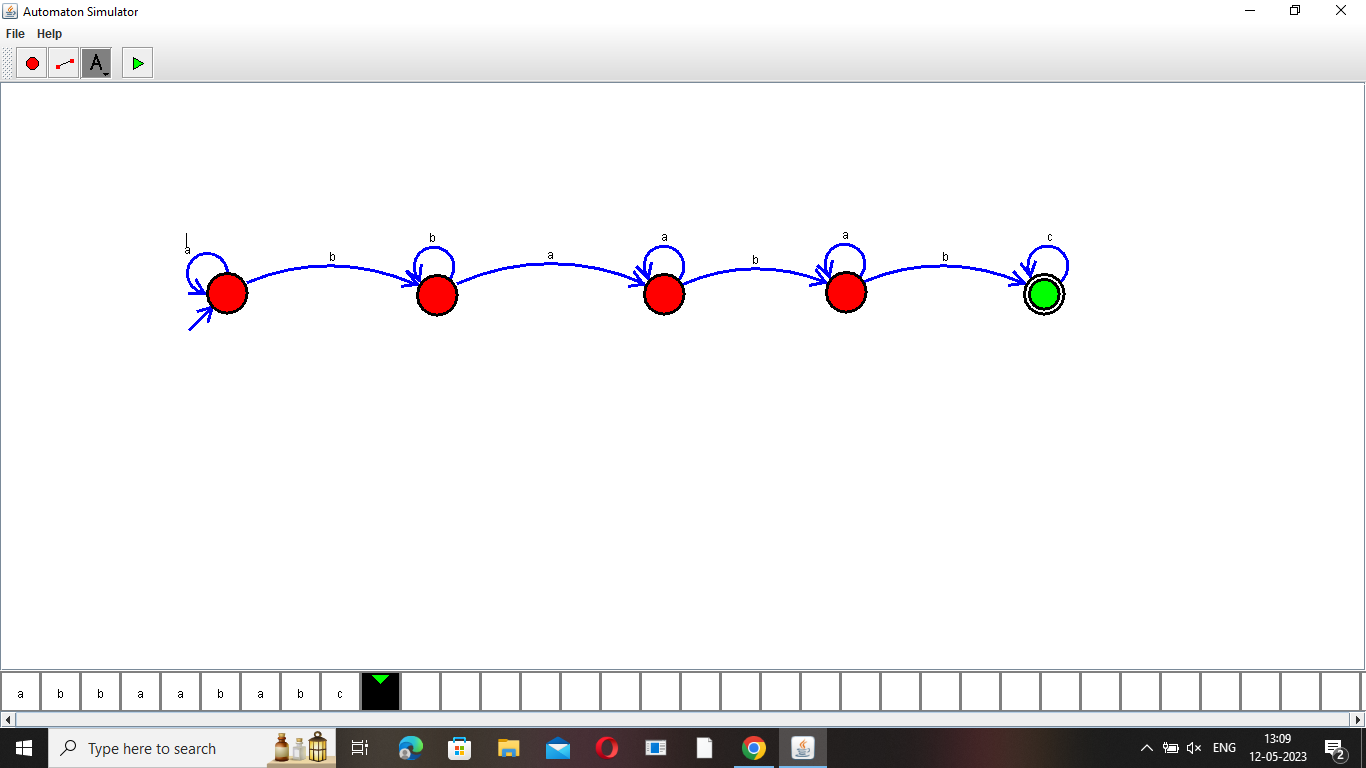 Automaton Simulator
File Help
A
a b b a a b a c
b a b b
a b b a a b a b c
Type here to search
ENG
13:09
12-05-2023
2